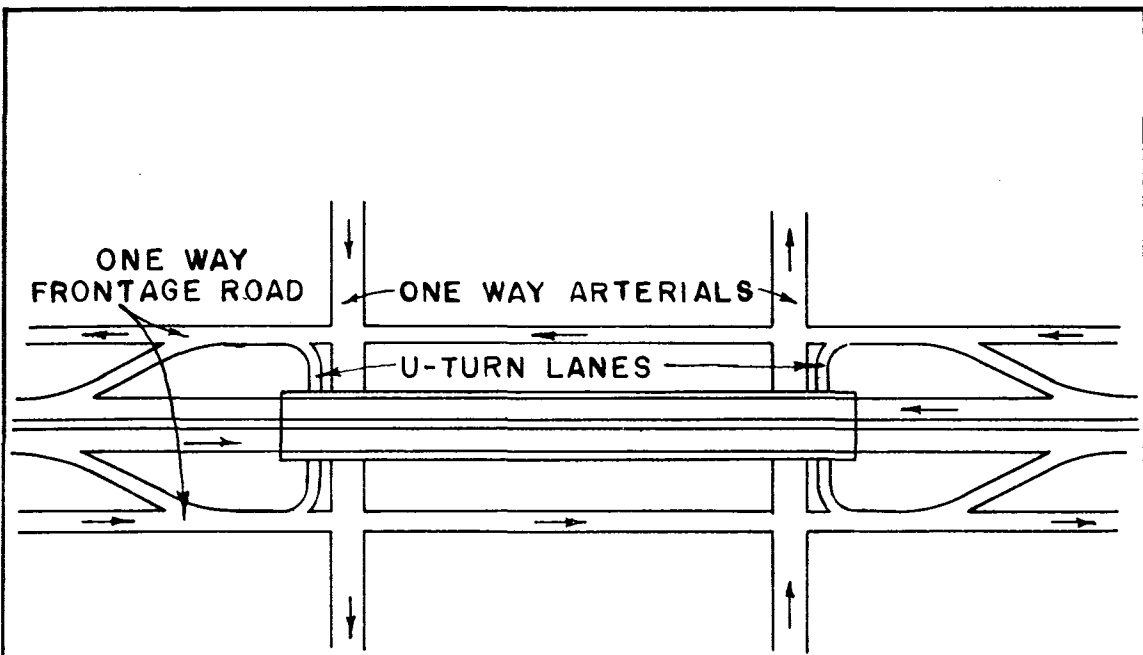 ONE WAY
FRONTAGE ROAD
ONE WAY ARTERIALS
U-TURN LANES